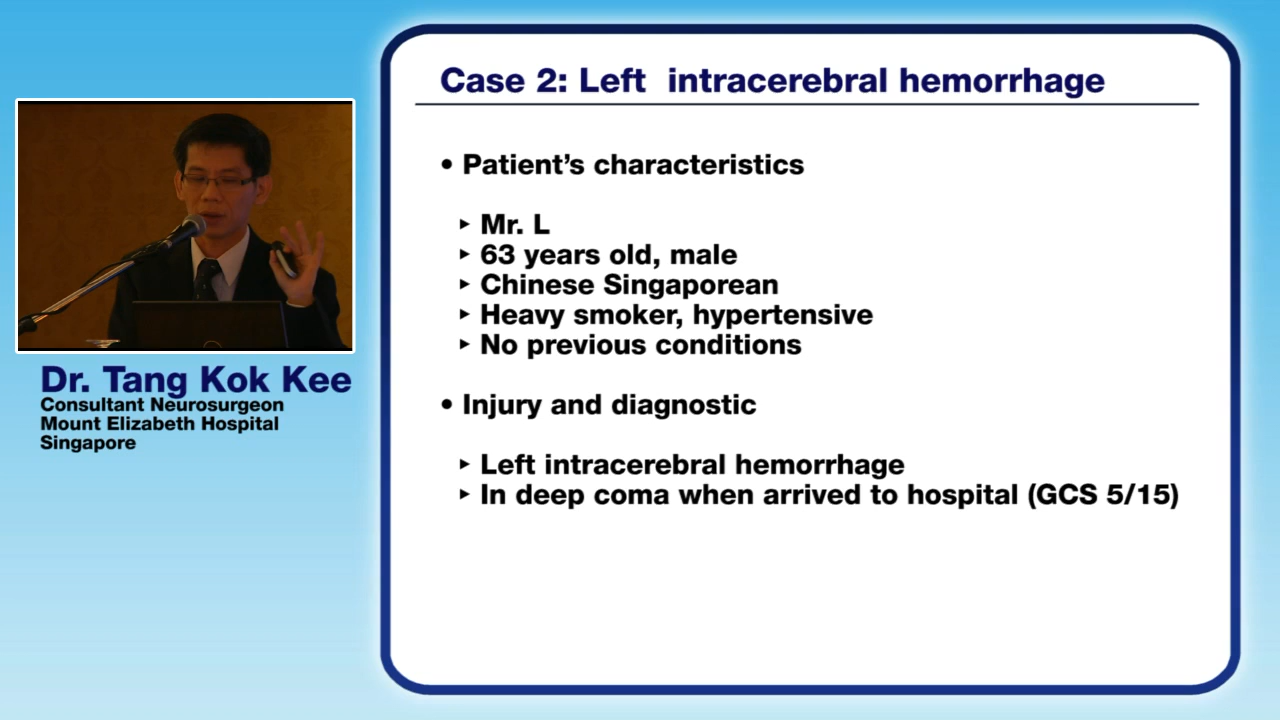 Case 2: Left  intracerebral hemorrhage
• Patient’s characteristics
‣ Mr. L
‣ 63 years old, male
‣ Chinese Singaporean
‣ Heavy smoker, hypertensive
‣ No previous conditions
• Injury and diagnostic
‣ Left intracerebral hemorrhage
‣ In deep coma when arrived to hospital (GCS 5/15)
Dr. Tang Kok Kee
Consultant Neurosurgeon
Mount Elizabeth Hospital
Singapore